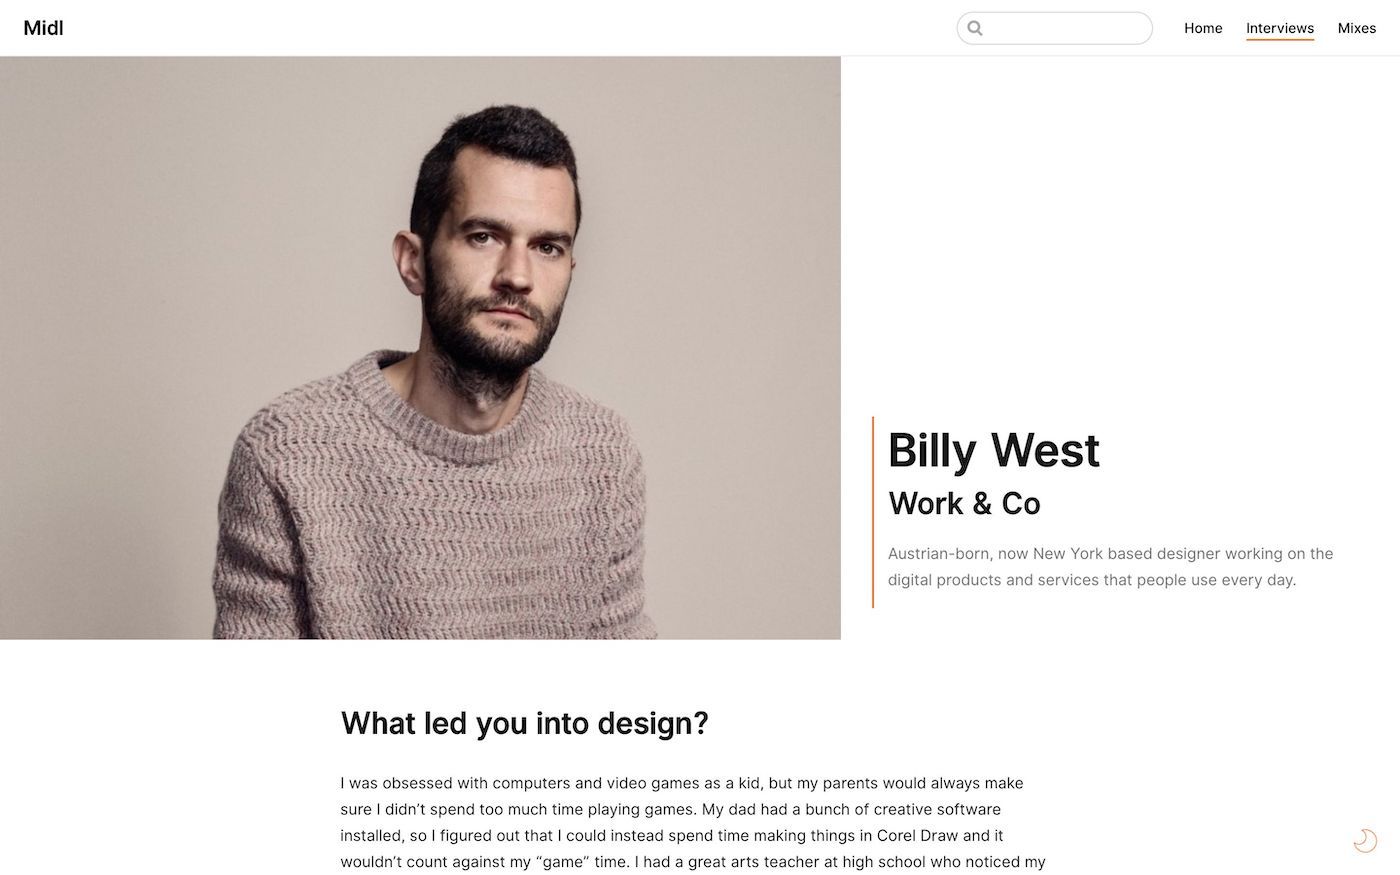 Midl
Home Interviews Mixes
Billy West
Work & Co
Austrian-born, now New York based designer working on the
digital products and services that people use every day.
What led you into design?
I was obsessed with computers and video games as a kid, but my parents would always make
sure I didn’t spend too much time playing games. My dad had a bunch of creative software
installed, so I figured out that I could instead spend time making things in Corel Draw and it
wouldn’t count against my “game” time. I had a great arts teacher at high school who noticed my